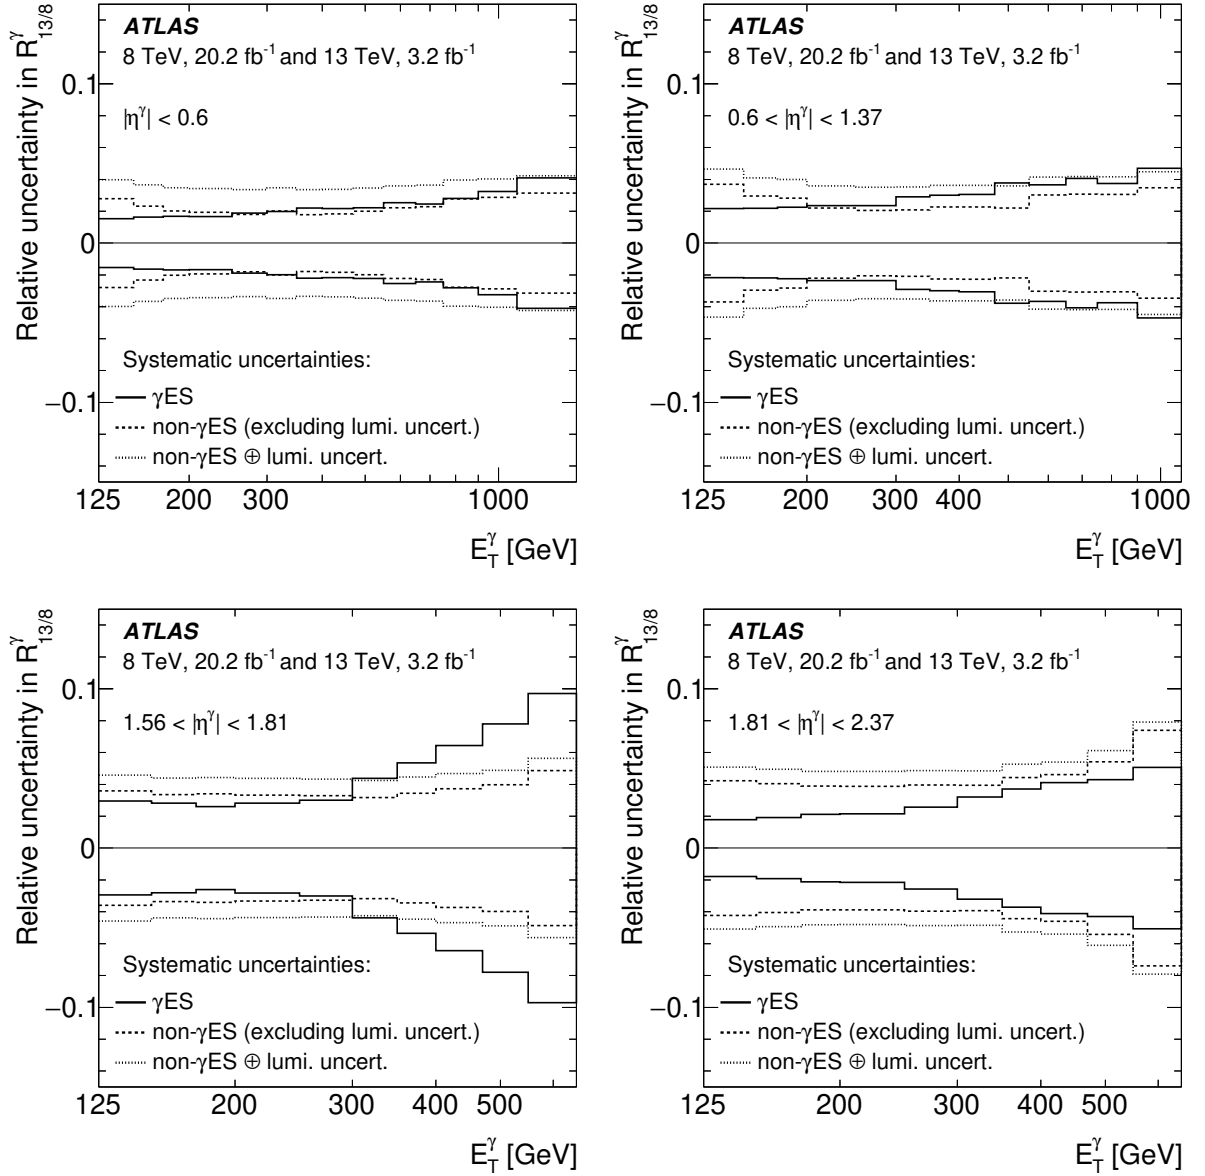 Relative uncertainty in R^γ_13/8
ATLAS
8 TeV, 20.2 fb^-1 and 13 TeV, 3.2 fb^-1
|η^γ| < 0.6
0.1
0
−0.1
Systematic uncertainties:
γES
non-γES (excluding lumi. uncert.)
non-γES ⊕ lumi. uncert.
125 200 300 1000
E_T^γ [GeV]
Relative uncertainty in R^γ_13/8
ATLAS
8 TeV, 20.2 fb^-1 and 13 TeV, 3.2 fb^-1
0.6 < |η^γ| < 1.37
0.1
0
−0.1
Systematic uncertainties:
γES
non-γES (excluding lumi. uncert.)
non-γES ⊕ lumi. uncert.
125 200 300 400 1000
E_T^γ [GeV]
Relative uncertainty in R^γ_13/8
ATLAS
8 TeV, 20.2 fb^-1 and 13 TeV, 3.2 fb^-1
1.56 < |η^γ| < 1.81
0.1
0
−0.1
Systematic uncertainties:
γES
non-γES (excluding lumi. uncert.)
non-γES ⊕ lumi. uncert.
125 200 300 400 500
E_T^γ [GeV]
Relative uncertainty in R^γ_13/8
ATLAS
8 TeV, 20.2 fb^-1 and 13 TeV, 3.2 fb^-1
1.81 < |η^γ| < 2.37
0.1
0
−0.1
Systematic uncertainties:
γES
non-γES (excluding lumi. uncert.)
non-γES ⊕ lumi. uncert.
125 200 300 400 500
E_T^γ [GeV]